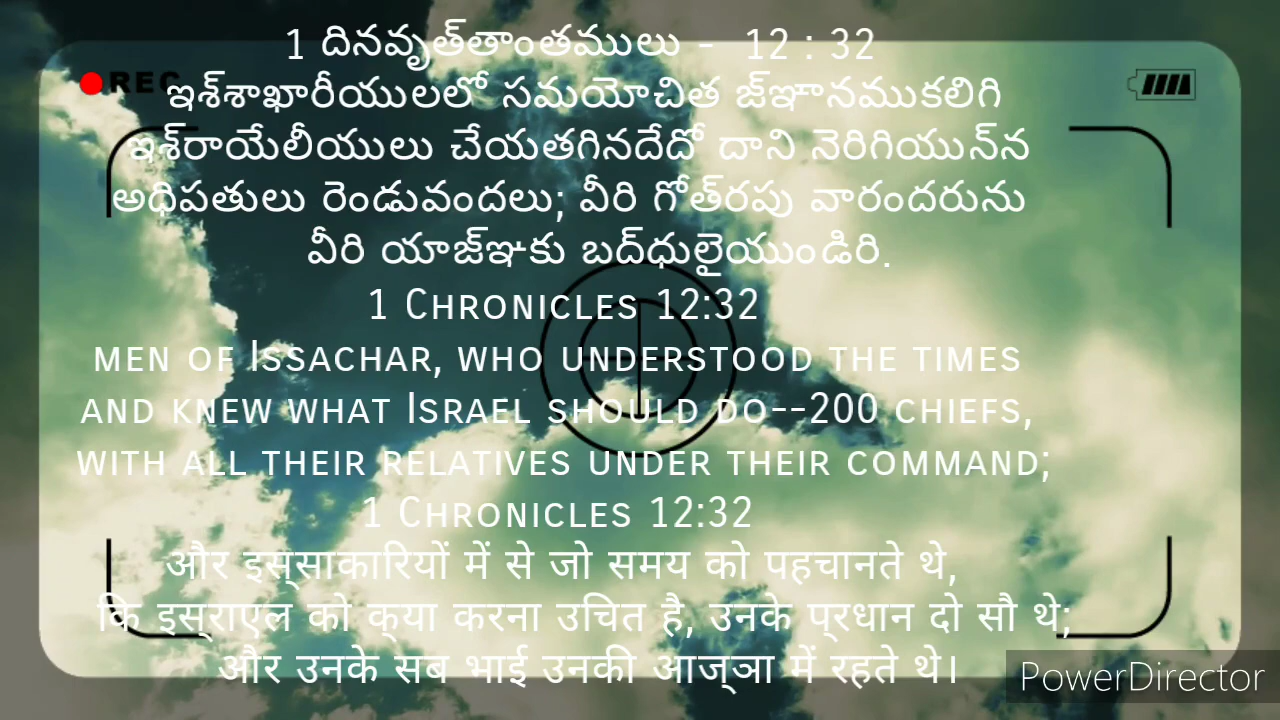 1 దినవృత్‌తాంతములు - 12 : 32
REC
ఇశ్‌శాఖారీయులలో సమయోచిత జ్‌ఞానముకలిగి
ఇశ్‌రాయేలీయులు చేయతగినదేదో దాని నెరిగియున్‌న
అధిపతులు రెండువందలు; వీరి గోత్‌రపు వారందరును
వీరి యాజ్‌ఞకు బద్‌ధులైయుండిరి.
1 Chronicles 12:32
men of Issachar, who understood the times
and knew what Israel should do--200 chiefs,
with all their relatives under their command;
1 Chronicles 12:32
और इस्‌साकारियों में से जो समय को पहचानते थे,
कि इस्‌राएल को क्‌या करना उचित है, उनके प्‌रधान दो सौ थे;
और उनके सब भाई उनकी आज्‌ञा में रहते थे।
PowerDirector